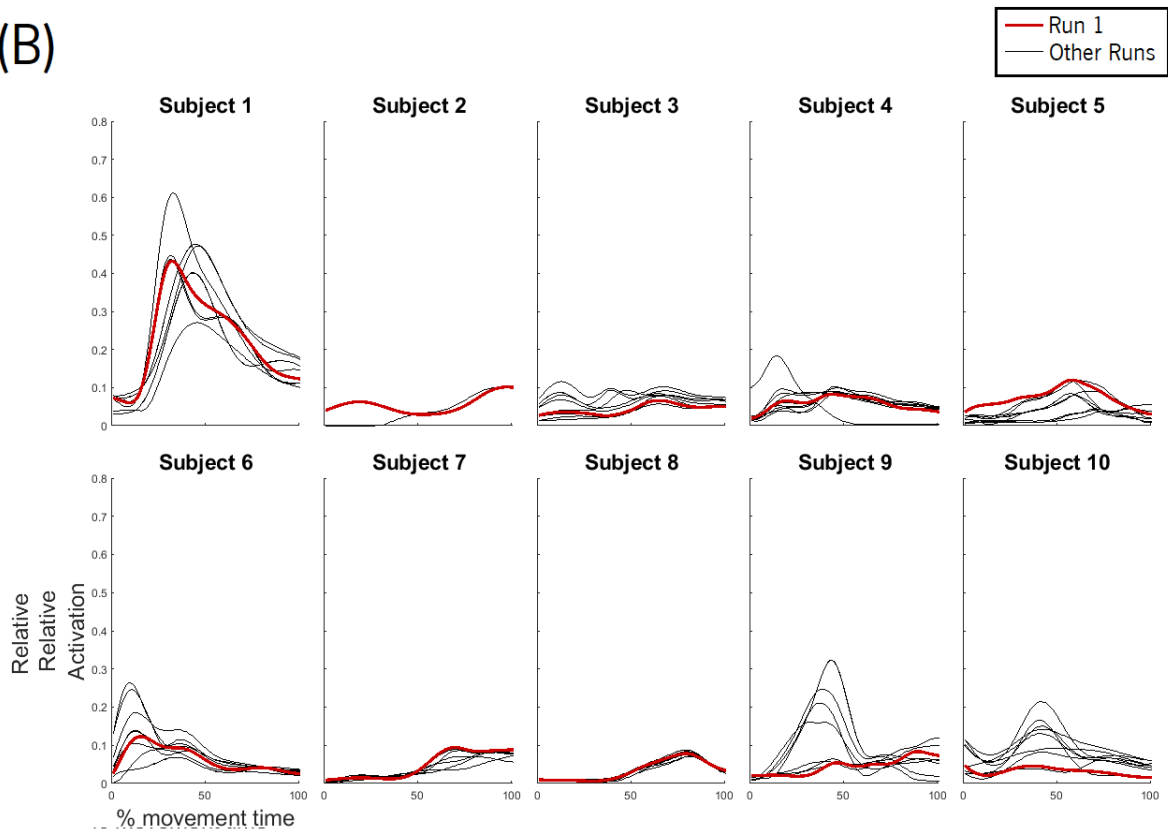 (B)
Run 1
Other Runs
Subject 1
Subject 2
Subject 3
Subject 4
Subject 5
0.8
0.7
0.6
0.5
0.4
0.3
0.2
0.1
0
Subject 6
Subject 7
Subject 8
Subject 9
Subject 10
0.8
0.7
0.6
0.5
0.4
0.3
0.2
0.1
0
Relative
Relative
Activation
0 50 100
0 50 100
0 50 100
0 50 100
0 50 100
% movement time